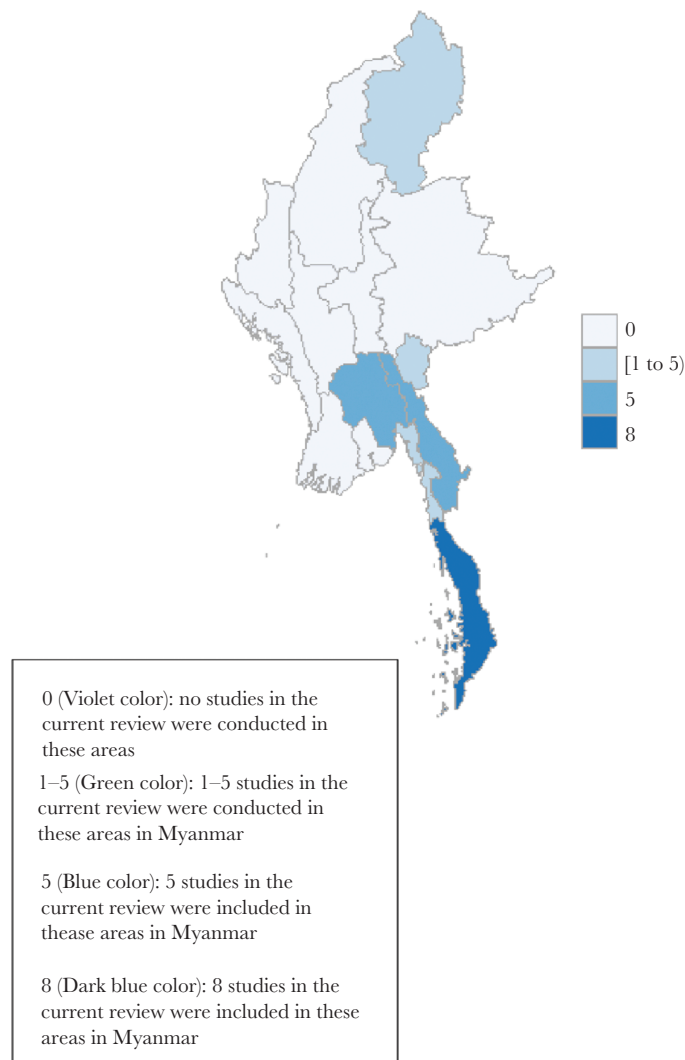 0
[1 to 5)
5
8
0 (Violet color): no studies in the
current review were conducted in
these areas
1–5 (Green color): 1–5 studies in the
current review were conducted in
these areas in Myanmar
5 (Blue color): 5 studies in the
current review were included in
thease areas in Myanmar
8 (Dark blue color): 8 studies in the
current review were included in these
areas in Myanmar